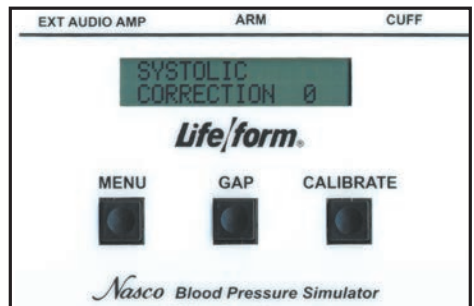 EXT AUDIO AMP ARM CUFF
SYSTOLIC
CORRECTION 0
Life/form®
MENU GAP CALIBRATE
Nasco Blood Pressure Simulator